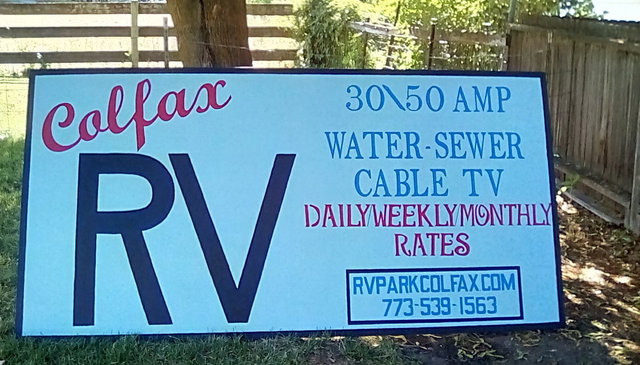 Colfax
RV
30\50 AMP
WATER-SEWER
CABLE TV
DAILYWEEKLYMONTHLY
RATES
RVPARKCOLFAX.COM
773-539-1563